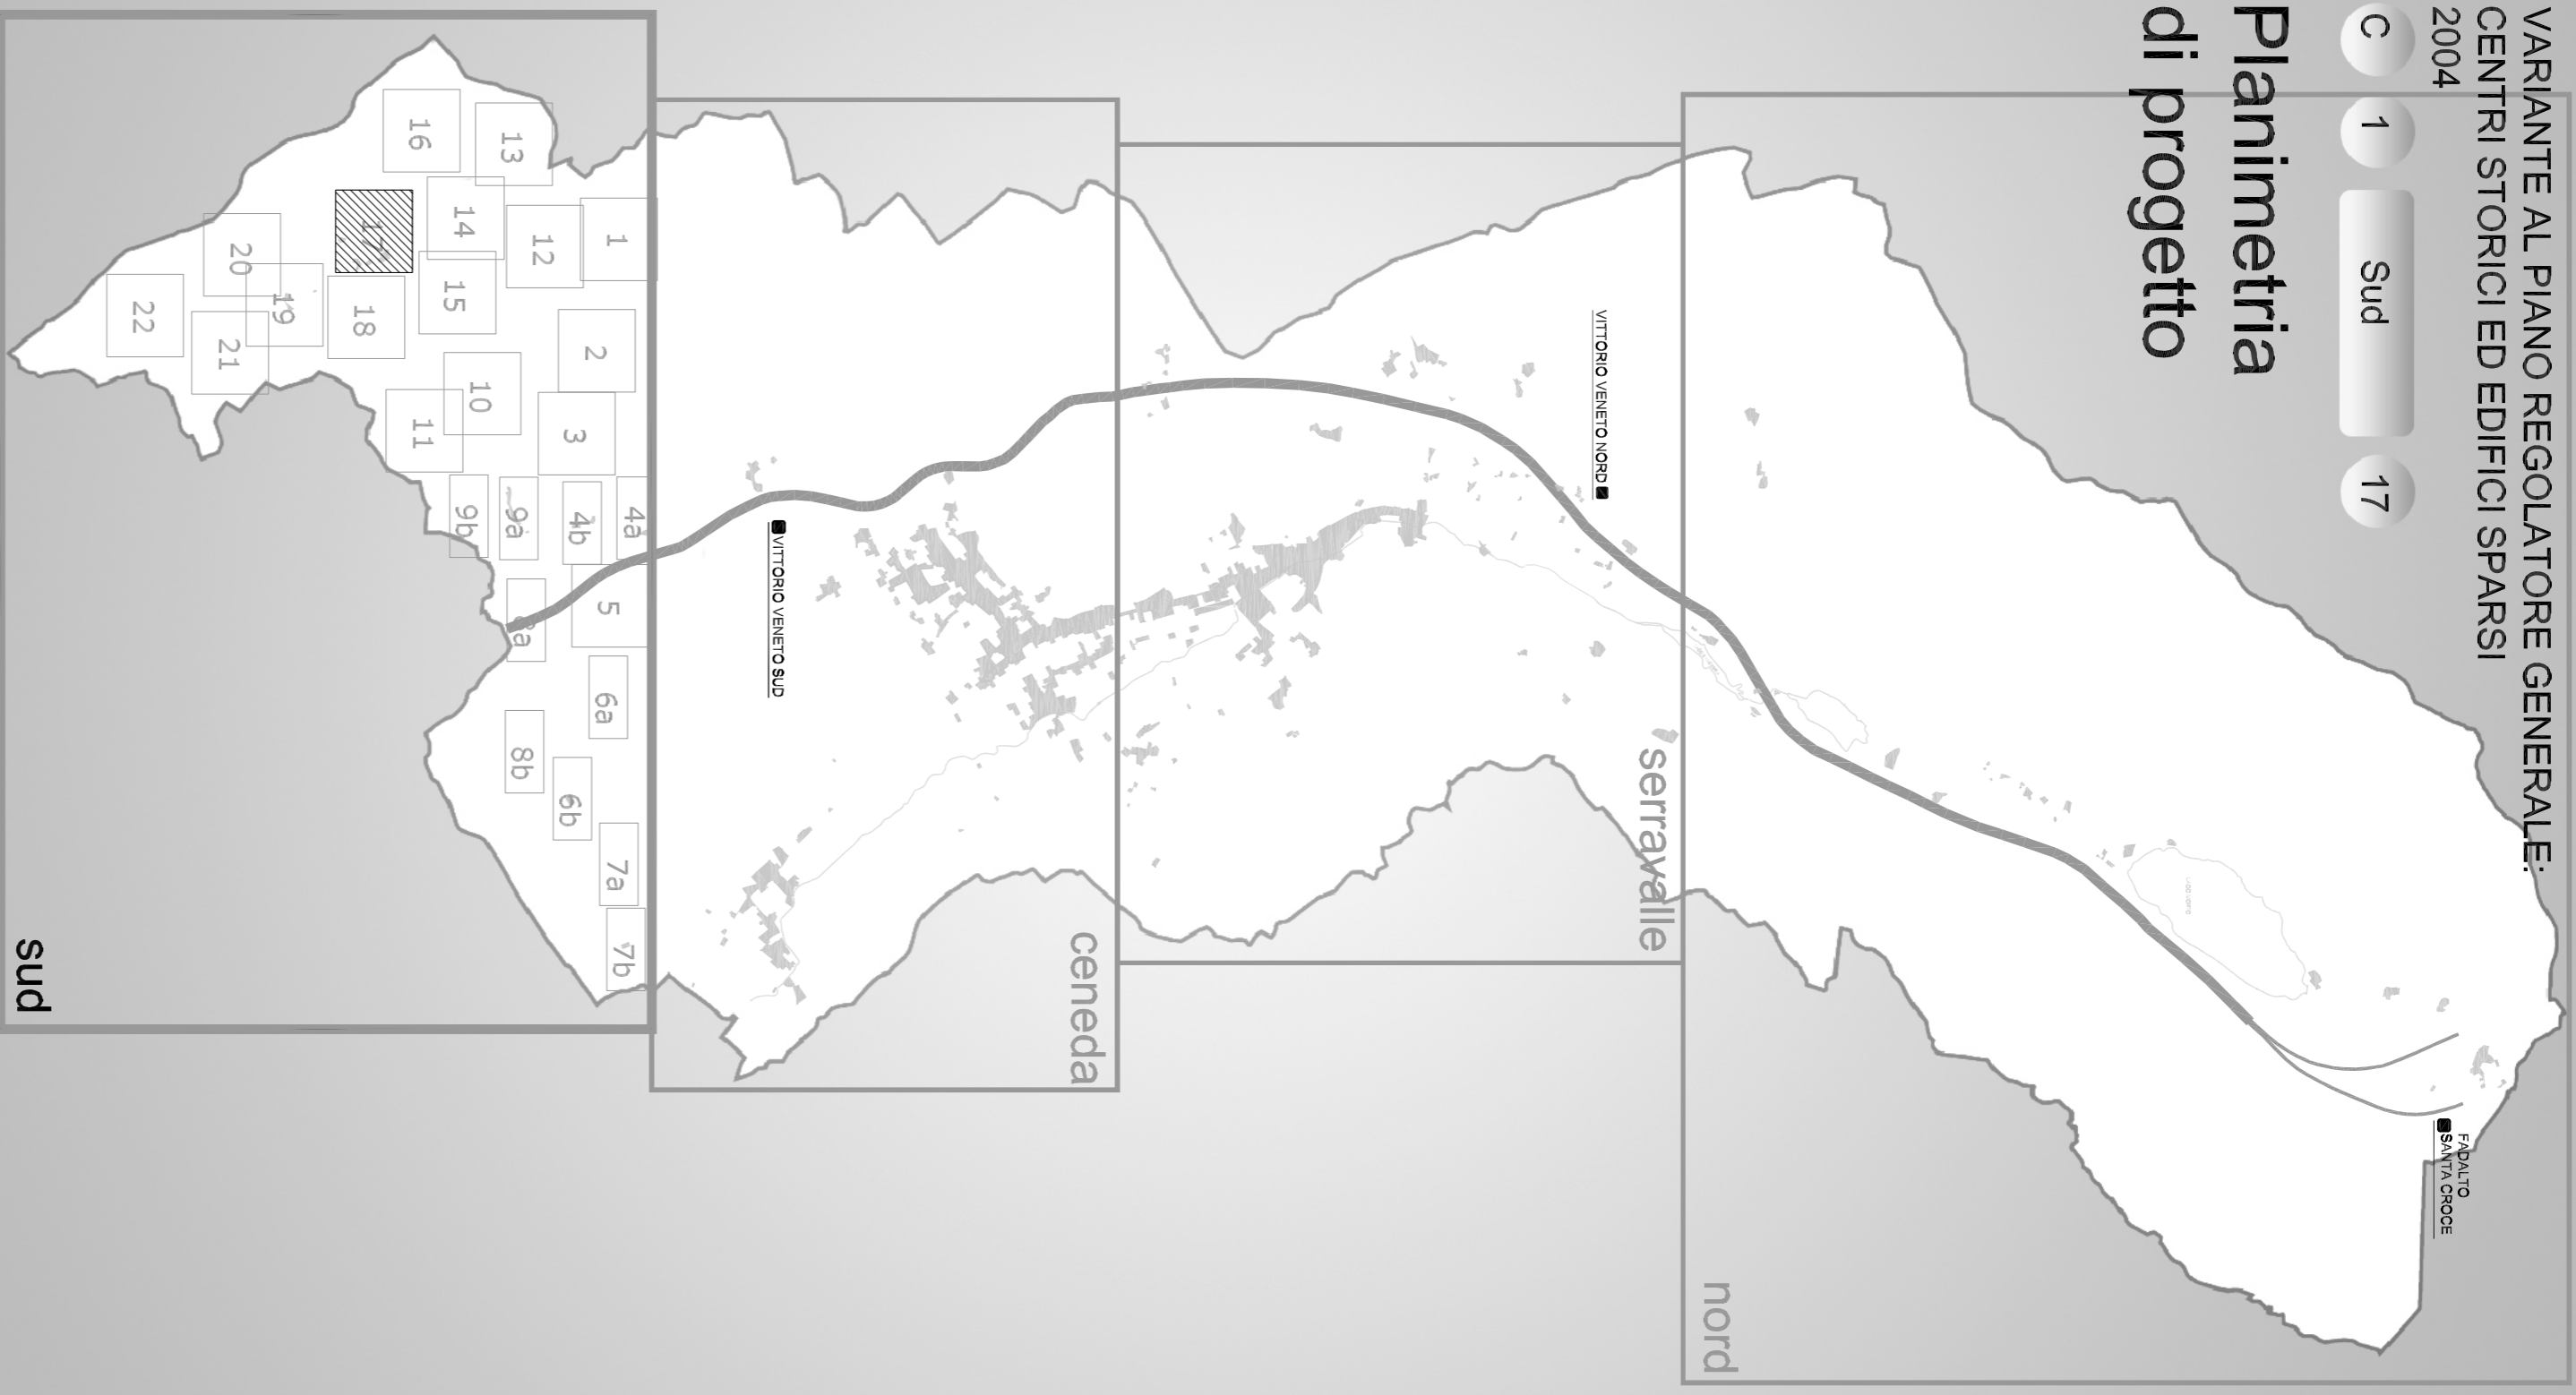 VARIANTE AL PIANO REGOLATORE GENERALE:
CENTRI STORICI ED EDIFICI SPARSI
2004
C 1 Sud 17
Planimetria
di progetto
nord
FADALTO
SANTA CROCE
serravalle
VITTORIO VENETO NORD
ceneda
VITTORIO VENETO SUD
1
2
3
4a
4b
5
6a
6b
7a
7b
8b
9a
9b
10
11
12
13
14
15
16
17
18
19
20
21
22
sud